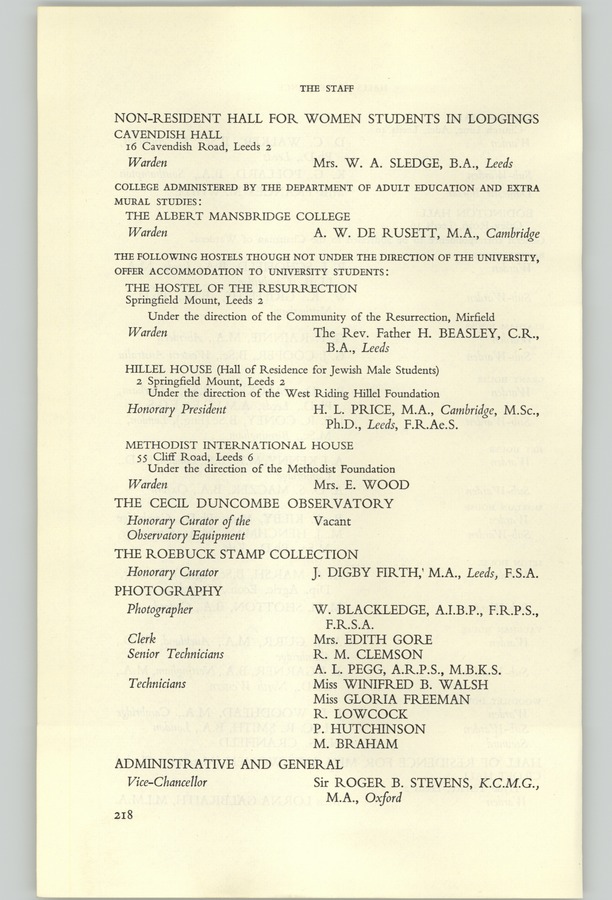 THE STAFF
NON-RESIDENT HALL FOR WOMEN STUDENTS IN LODGINGS
CAVENDISH HALL
16 Cavendish Road, Leeds 2
Warden Mrs. W. A. SLEDGE, B.A., Leeds
COLLEGE ADMINISTERED BY THE DEPARTMENT OF ADULT EDUCATION AND EXTRA
MURAL STUDIES:
THE ALBERT MANSBRIDGE COLLEGE
Warden A. W. DE RUSETT, M.A., Cambridge
THE FOLLOWING HOSTELS THOUGH NOT UNDER THE DIRECTION OF THE UNIVERSITY,
OFFER ACCOMMODATION TO UNIVERSITY STUDENTS:
THE HOSTEL OF THE RESURRECTION
Springfield Mount, Leeds 2
Under the direction of the Community of the Resurrection, Mirfield
Warden The Rev. Father H. BEASLEY, C.R.,
B.A., Leeds
HILLEL HOUSE (Hall of Residence for Jewish Male Students)
2 Springfield Mount, Leeds 2
Under the direction of the West Riding Hillel Foundation
Honorary President H. L. PRICE, M.A., Cambridge, M.Sc.,
Ph.D., Leeds, F.R.Ae.S.
METHODIST INTERNATIONAL HOUSE
55 Cliff Road, Leeds 6
Under the direction of the Methodist Foundation
Warden Mrs. E. WOOD
THE CECIL DUNCOMBE OBSERVATORY
Honorary Curator of the Vacant
Observatory Equipment
THE ROEBUCK STAMP COLLECTION
Honorary Curator J. DIGBY FIRTH, M.A., Leeds, F.S.A.
PHOTOGRAPHY
Photographer W. BLACKLEDGE, A.I.B.P., F.R.P.S.,
F.R.S.A.
Clerk Mrs. EDITH GORE
Senior Technicians R. M. CLEMSON
A. L. PEGG, A.R.P.S., M.B.K.S.
Technicians Miss WINIFRED B. WALSH
Miss GLORIA FREEMAN
R. LOWCOCK
P. HUTCHINSON
M. BRAHAM
ADMINISTRATIVE AND GENERAL
Vice-Chancellor Sir ROGER B. STEVENS, K.C.M.G.,
M.A., Oxford
218